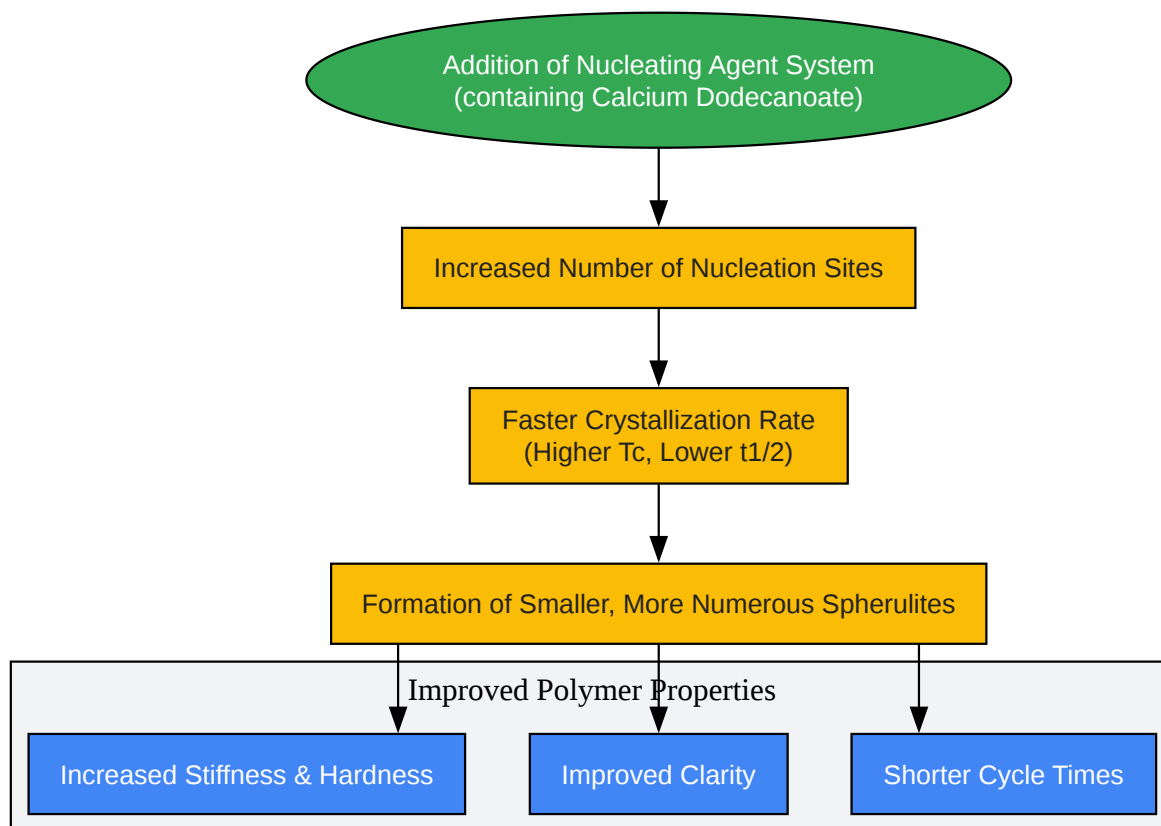 Addition of Nucleating Agent System
(containing Calcium Dodecanoate)
Increased Number of Nucleation Sites
Faster Crystallization Rate
(Higher Tc, Lower t1/2)
Formation of Smaller, More Numerous Spherulites
Improved Polymer Properties
Increased Stiffness & Hardness
Improved Clarity
Shorter Cycle Times